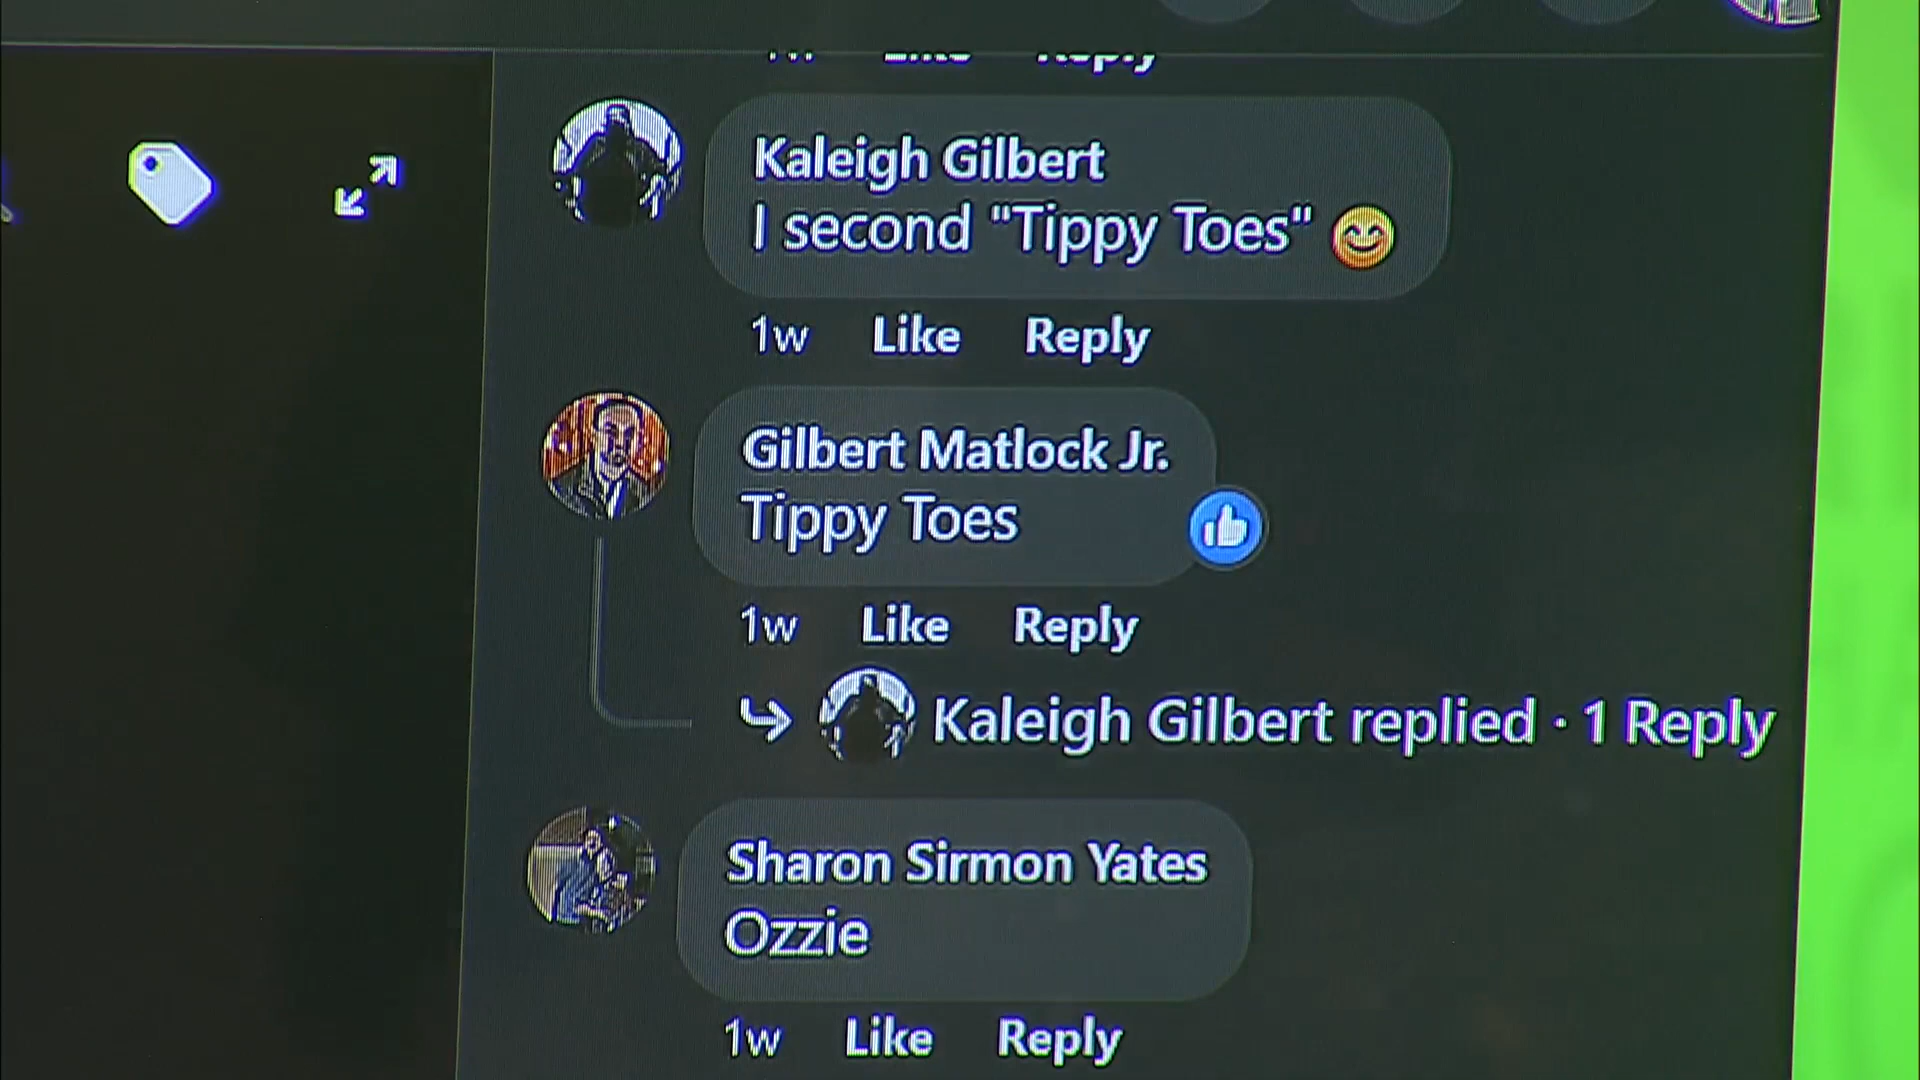 Kaleigh Gilbert
I second "Tippy Toes" 😊
1w Like Reply
Gilbert Matlock Jr.
Tippy Toes
1w Like Reply
Kaleigh Gilbert replied · 1 Reply
Sharon Sirmon Yates
Ozzie
1w Like Reply